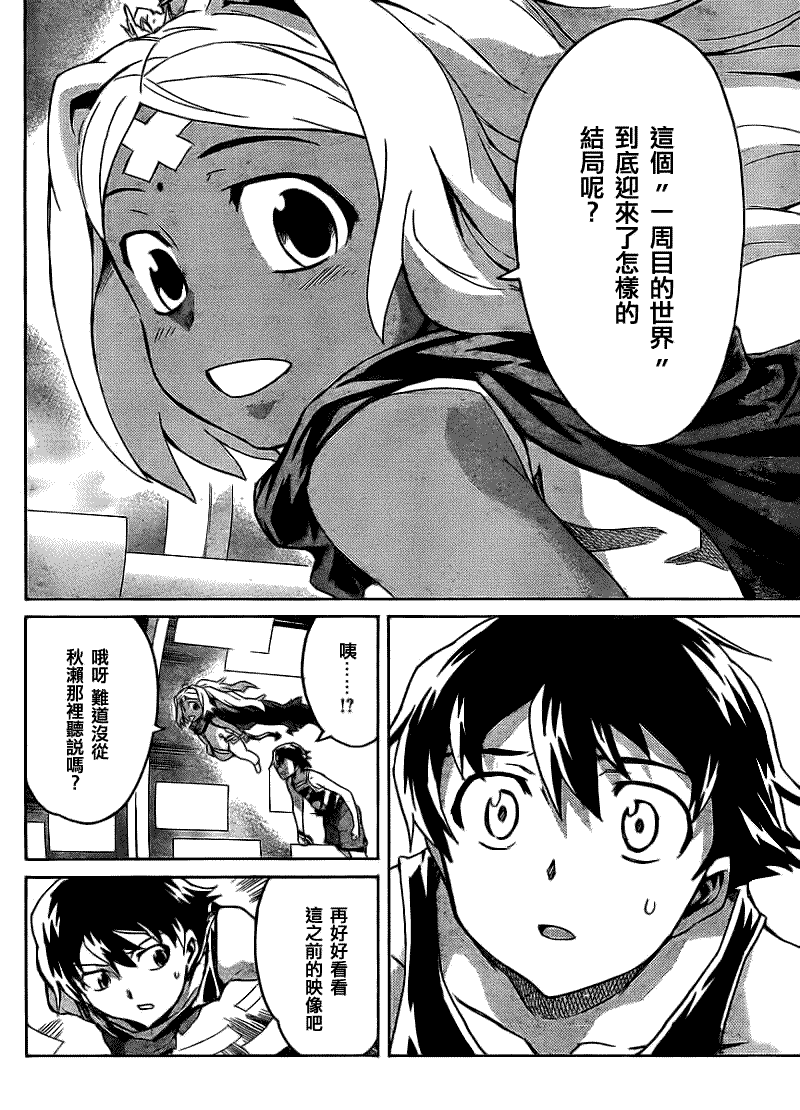 這個”一周目的世界”
到底迎來了怎樣的
結局呢？
咦……!?
哦呀 難道沒從
秋瀨那裡聽説嗎？
再好好看看
這之前的映像吧